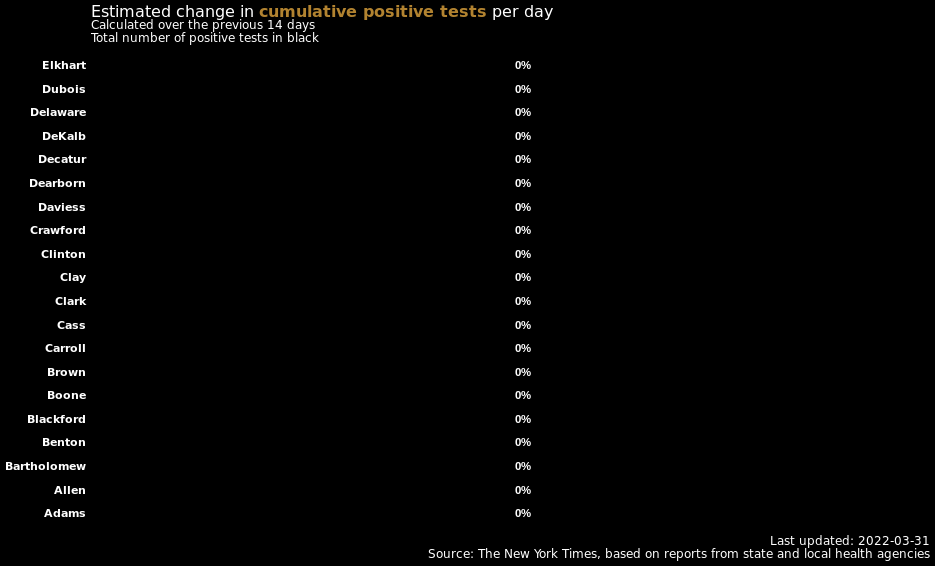 Estimated change in cumulative positive tests per day
Calculated over the previous 14 days
Total number of positive tests in black
Elkhart 0%
Dubois 0%
Delaware 0%
DeKalb 0%
Decatur 0%
Dearborn 0%
Daviess 0%
Crawford 0%
Clinton 0%
Clay 0%
Clark 0%
Cass 0%
Carroll 0%
Brown 0%
Boone 0%
Blackford 0%
Benton 0%
Bartholomew 0%
Allen 0%
Adams 0%
Last updated: 2022-03-31
Source: The New York Times, based on reports from state and local health agencies